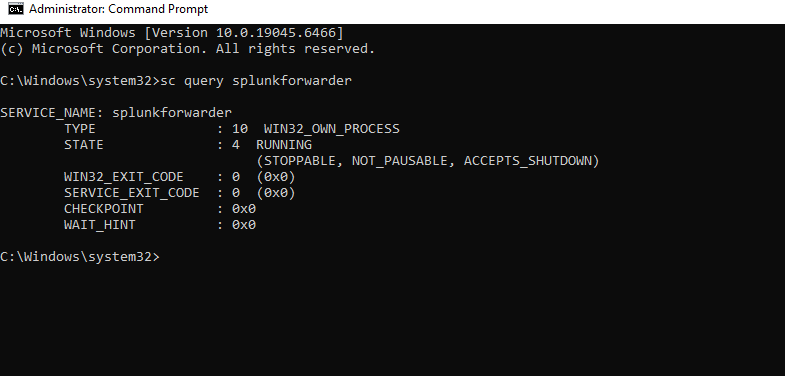 Administrator: Command Prompt
Microsoft Windows [Version 10.0.19045.6466]
(c) Microsoft Corporation. All rights reserved.
C:\Windows\system32>sc query splunkforwarder
SERVICE_NAME: splunkforwarder
        TYPE               : 10  WIN32_OWN_PROCESS
        STATE              : 4  RUNNING
                                (STOPPABLE, NOT_PAUSABLE, ACCEPTS_SHUTDOWN)
        WIN32_EXIT_CODE    : 0  (0x0)
        SERVICE_EXIT_CODE  : 0  (0x0)
        CHECKPOINT         : 0x0
        WAIT_HINT          : 0x0
C:\Windows\system32>